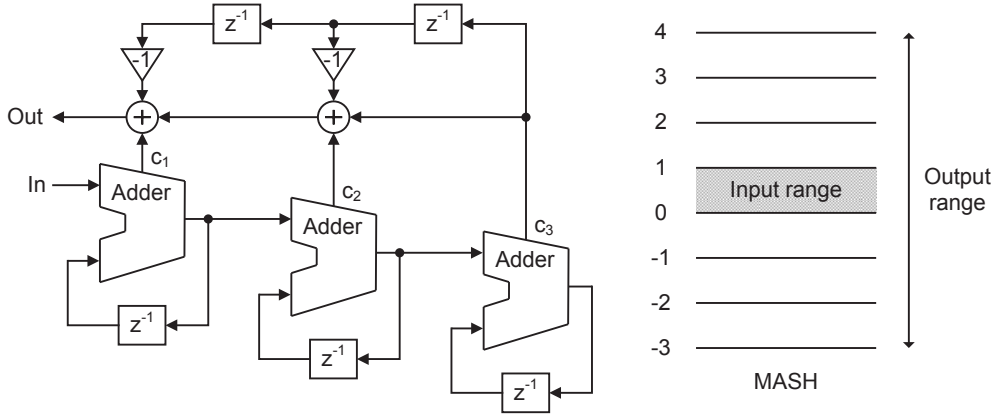 z⁻¹
z⁻¹
-1
-1
Out
+
+
c₁
In
Adder
c₂
Adder
c₃
Adder
z⁻¹
z⁻¹
z⁻¹
4
3
2
1
Input range
0
-1
-2
-3
Output
range
MASH